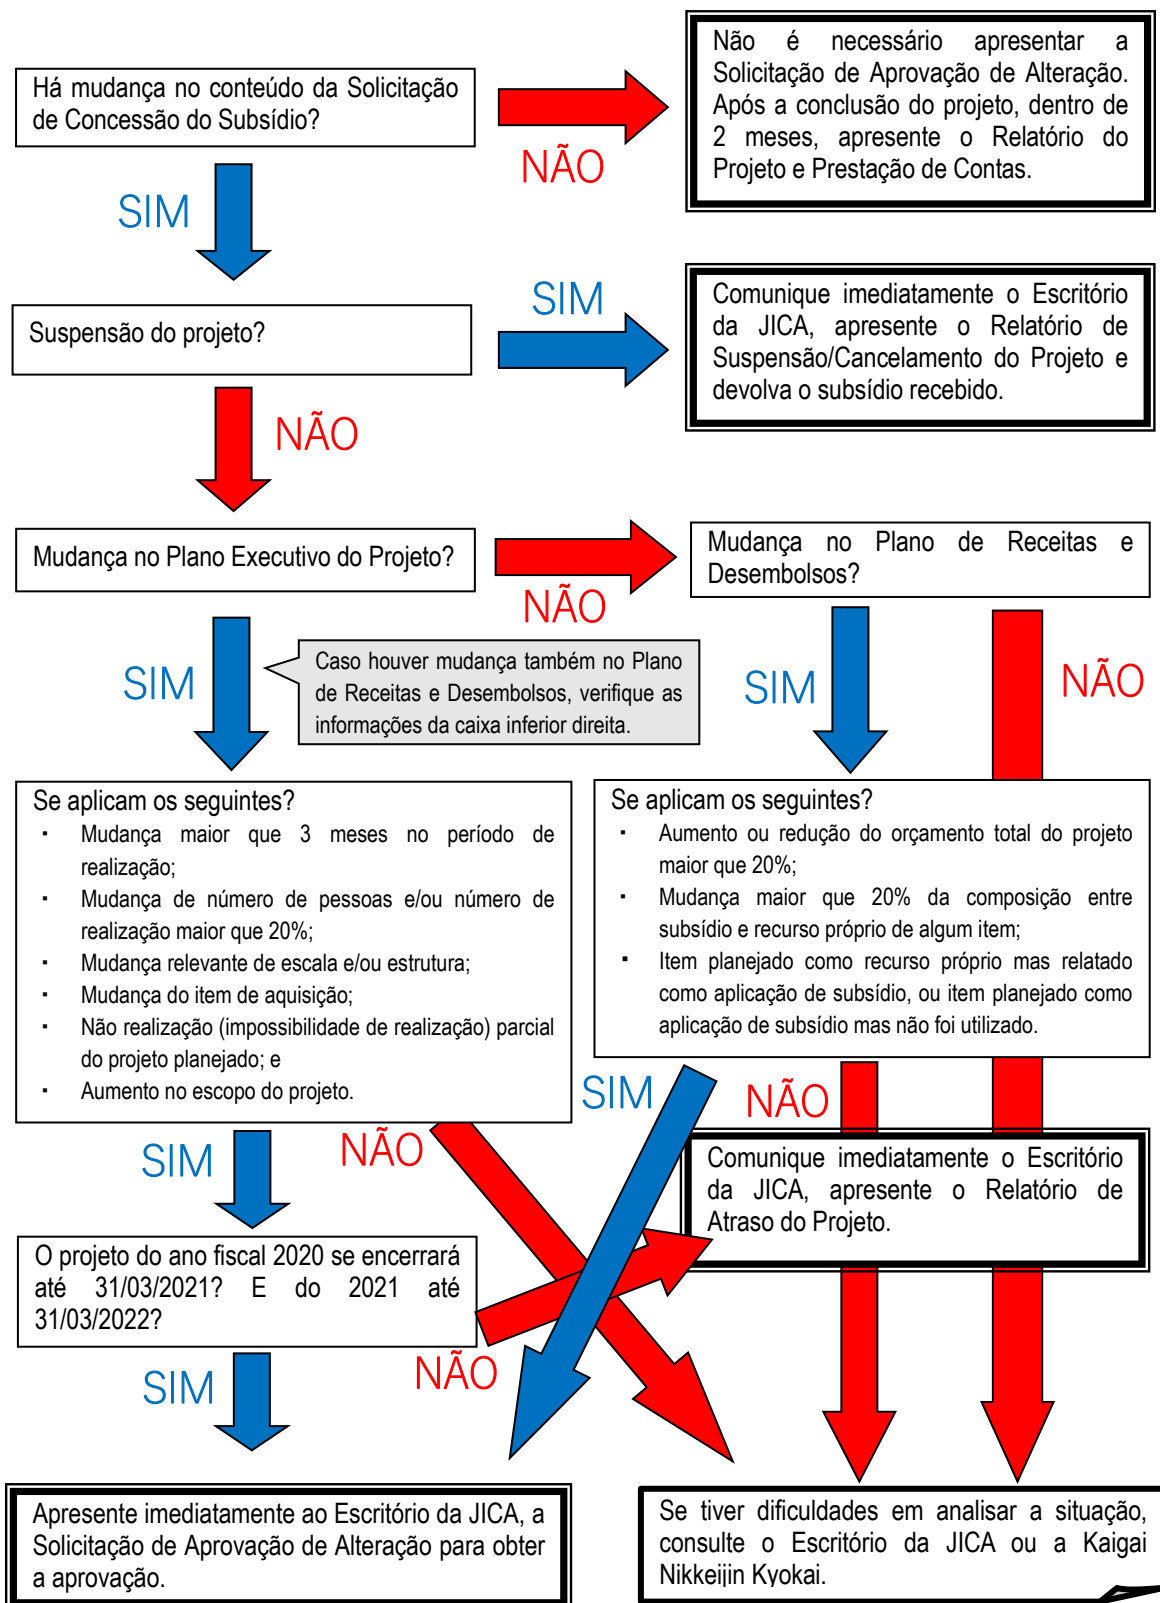 Há mudança no conteúdo da Solicitação
de Concessão do Subsídio?
NÃO
Não é necessário apresentar a
Solicitação de Aprovação de Alteração.
Após a conclusão do projeto, dentro de
2 meses, apresente o Relatório do
Projeto e Prestação de Contas.
SIM
Suspensão do projeto?
SIM
Comunique imediatamente o Escritório
da JICA, apresente o Relatório de
Suspensão/Cancelamento do Projeto e
devolva o subsídio recebido.
NÃO
Mudança no Plano Executivo do Projeto?
NÃO
Mudança no Plano de Receitas e
Desembolsos?
SIM
Caso houver mudança também no Plano
de Receitas e Desembolsos, verifique as
informações da caixa inferior direita.
SIM
NÃO
Se aplicam os seguintes?
▪ Mudança maior que 3 meses no período de
realização;
▪ Mudança de número de pessoas e/ou número de
realização maior que 20%;
▪ Mudança relevante de escala e/ou estrutura;
▪ Mudança do item de aquisição;
▪ Não realização (impossibilidade de realização) parcial
do projeto planejado; e
▪ Aumento no escopo do projeto.
Se aplicam os seguintes?
▪ Aumento ou redução do orçamento total do projeto
maior que 20%;
▪ Mudança maior que 20% da composição entre
subsídio e recurso próprio de algum item;
▪ Item planejado como recurso próprio mas relatado
como aplicação de subsídio, ou item planejado como
aplicação de subsídio mas não foi utilizado.
SIM
NÃO
SIM
NÃO
Comunique imediatamente o Escritório
da JICA, apresente o Relatório de
Atraso do Projeto.
O projeto do ano fiscal 2020 se encerrará
até 31/03/2021? E do 2021 até
31/03/2022?
NÃO
SIM
Apresente imediatamente ao Escritório da JICA, a
Solicitação de Aprovação de Alteração para obter
a aprovação.
Se tiver dificuldades em analisar a situação,
consulte o Escritório da JICA ou a Kaigai
Nikkeijin Kyokai.